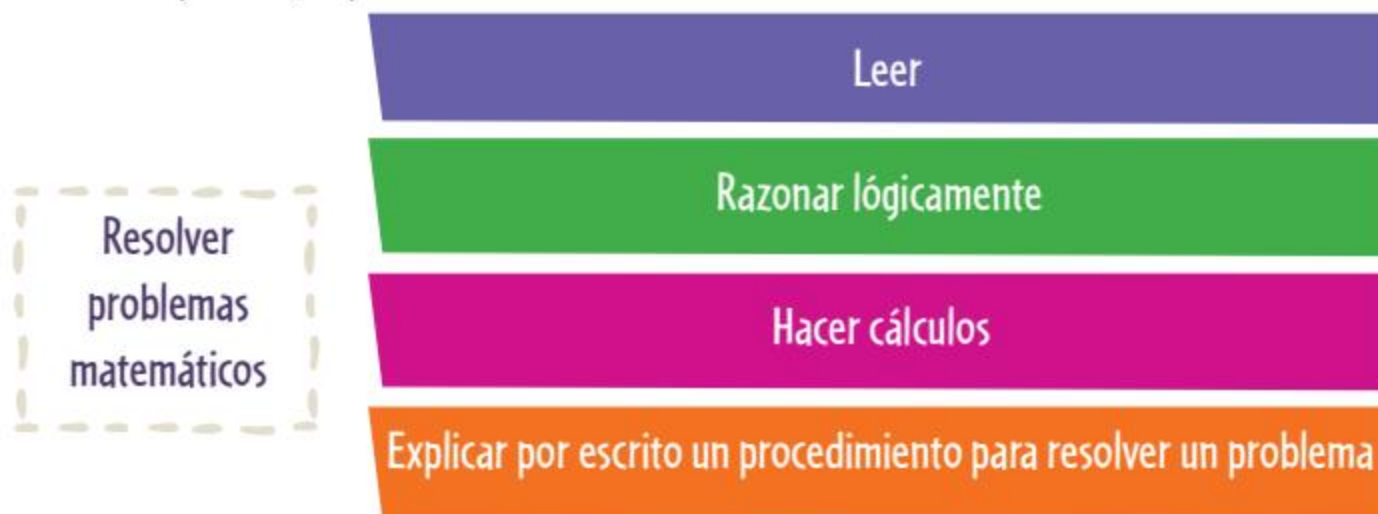 Leer
Razonar lógicamente
Resolver
problemas
matemáticos
Hacer cálculos
Explicar por escrito un procedimiento para resolver un problema